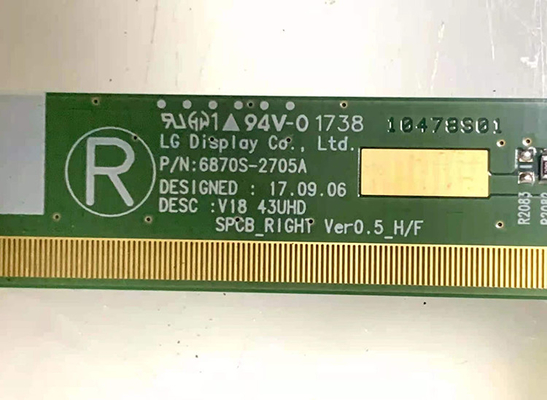 1▲94V-0 1738
10478S01
LG Display Co., Ltd.
R
P/N:6870S-2705A
DESIGNED : 17.09.06
DESC :V18 43UHD
SPCB_RIGHT Ver0.5_H/F
R2083